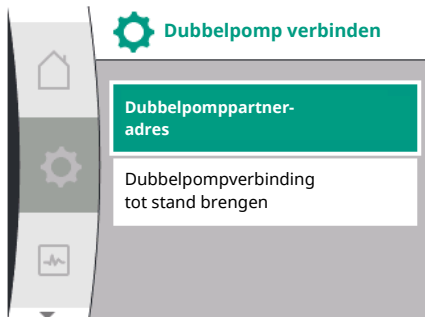 Dubbelpomp verbinden
Dubbelpomppartner-
adres
Dubbelpompverbinding
tot stand brengen